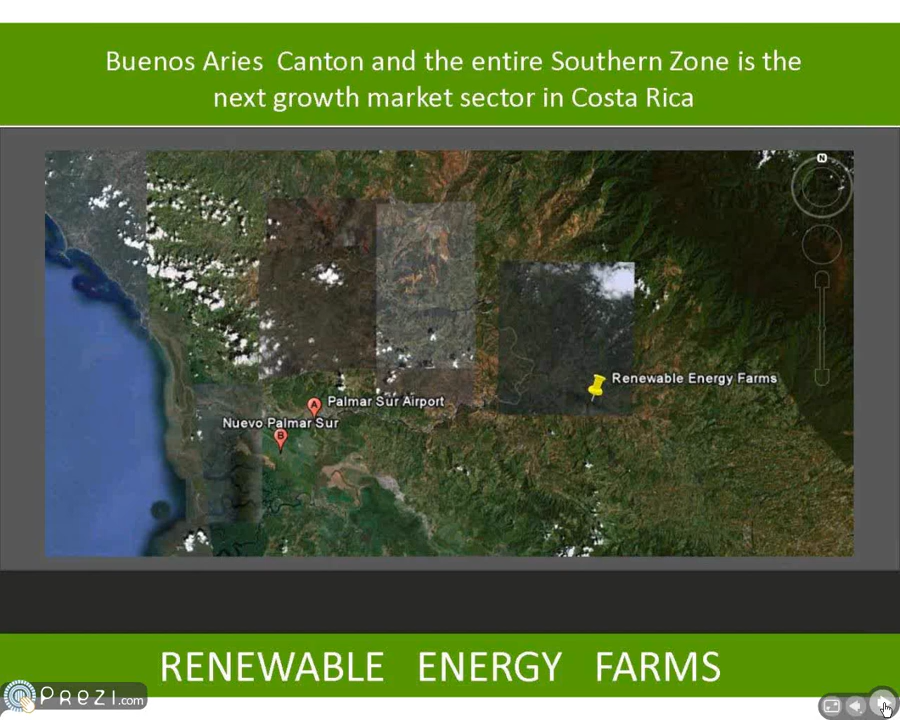 Buenos Aries Canton and the entire Southern Zone is the
next growth market sector in Costa Rica
N
Renewable Energy Farms
A Palmar Sur Airport
Nuevo Palmar Sur
B
RENEWABLE ENERGY FARMS
PREZI.com